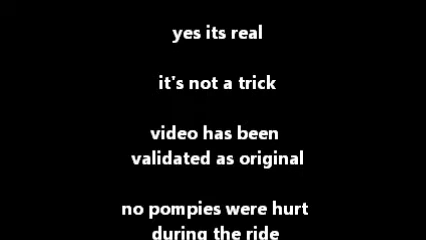 yes its real
it's not a trick
video has been
validated as original
no pompies were hurt
during the ride